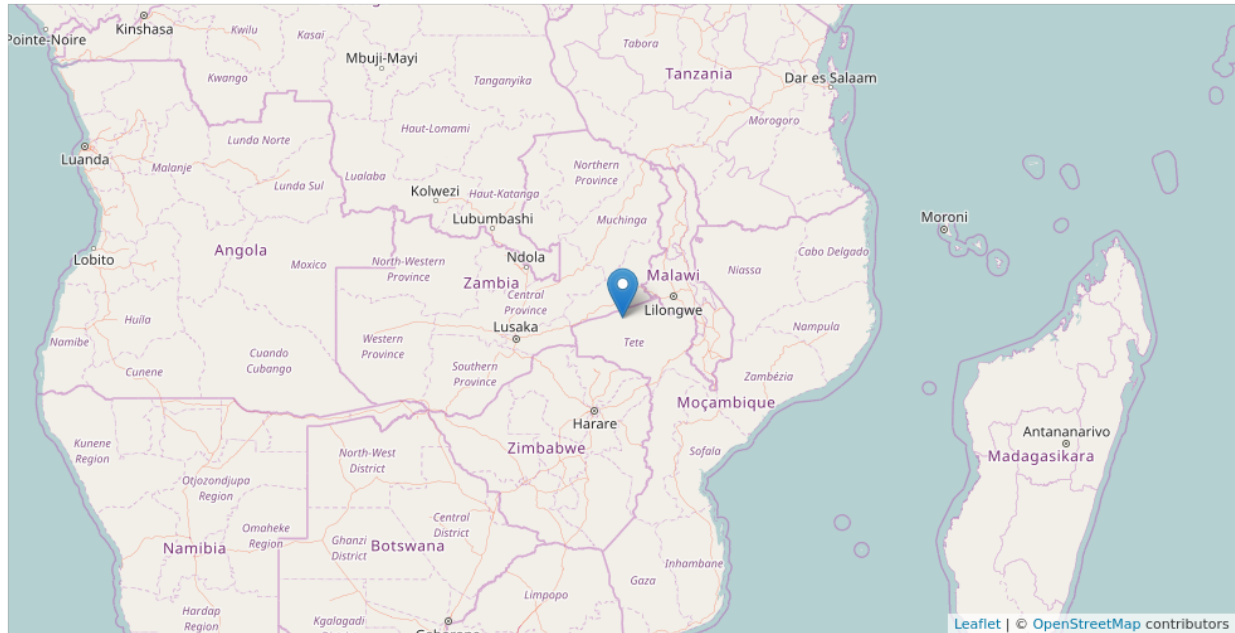 Kinshasa
Pointe-Noire
Kwilu
Kasaï
Mbuji-Mayi
Tabora
Tanzania
Dar es Salaam
Kwango
Tanganyika
Morogoro
Haut-Lomami
Lunda Norte
Luanda
Malanje
Lunda Sul
Lualaba
Kolwezi
Haut-Katanga
Northern
Province
Lubumbashi
Muchinga
Moroni
Angola
Lobito
Moxico
North-Western
Province
Ndola
Zambia
Central
Province
Malawi
Niassa
Cabo Delgado
Lilongwe
Huíla
Namibe
Lusaka
Nampula
Western
Province
Tete
Cuando
Cubango
Cunene
Southern
Province
Zambézia
Moçambique
Harare
Antananarivo
Madagasikara
Kunene
Region
North-West
District
Zimbabwe
Sofala
Otjozondjupa
Region
Omaheke
Region
Central
District
Ghanzi
District
Botswana
Namibia
Inhambane
Gaza
Limpopo
Hardap
Region
Kgalagadi
Gaborone
Leaflet | © OpenStreetMap contributors